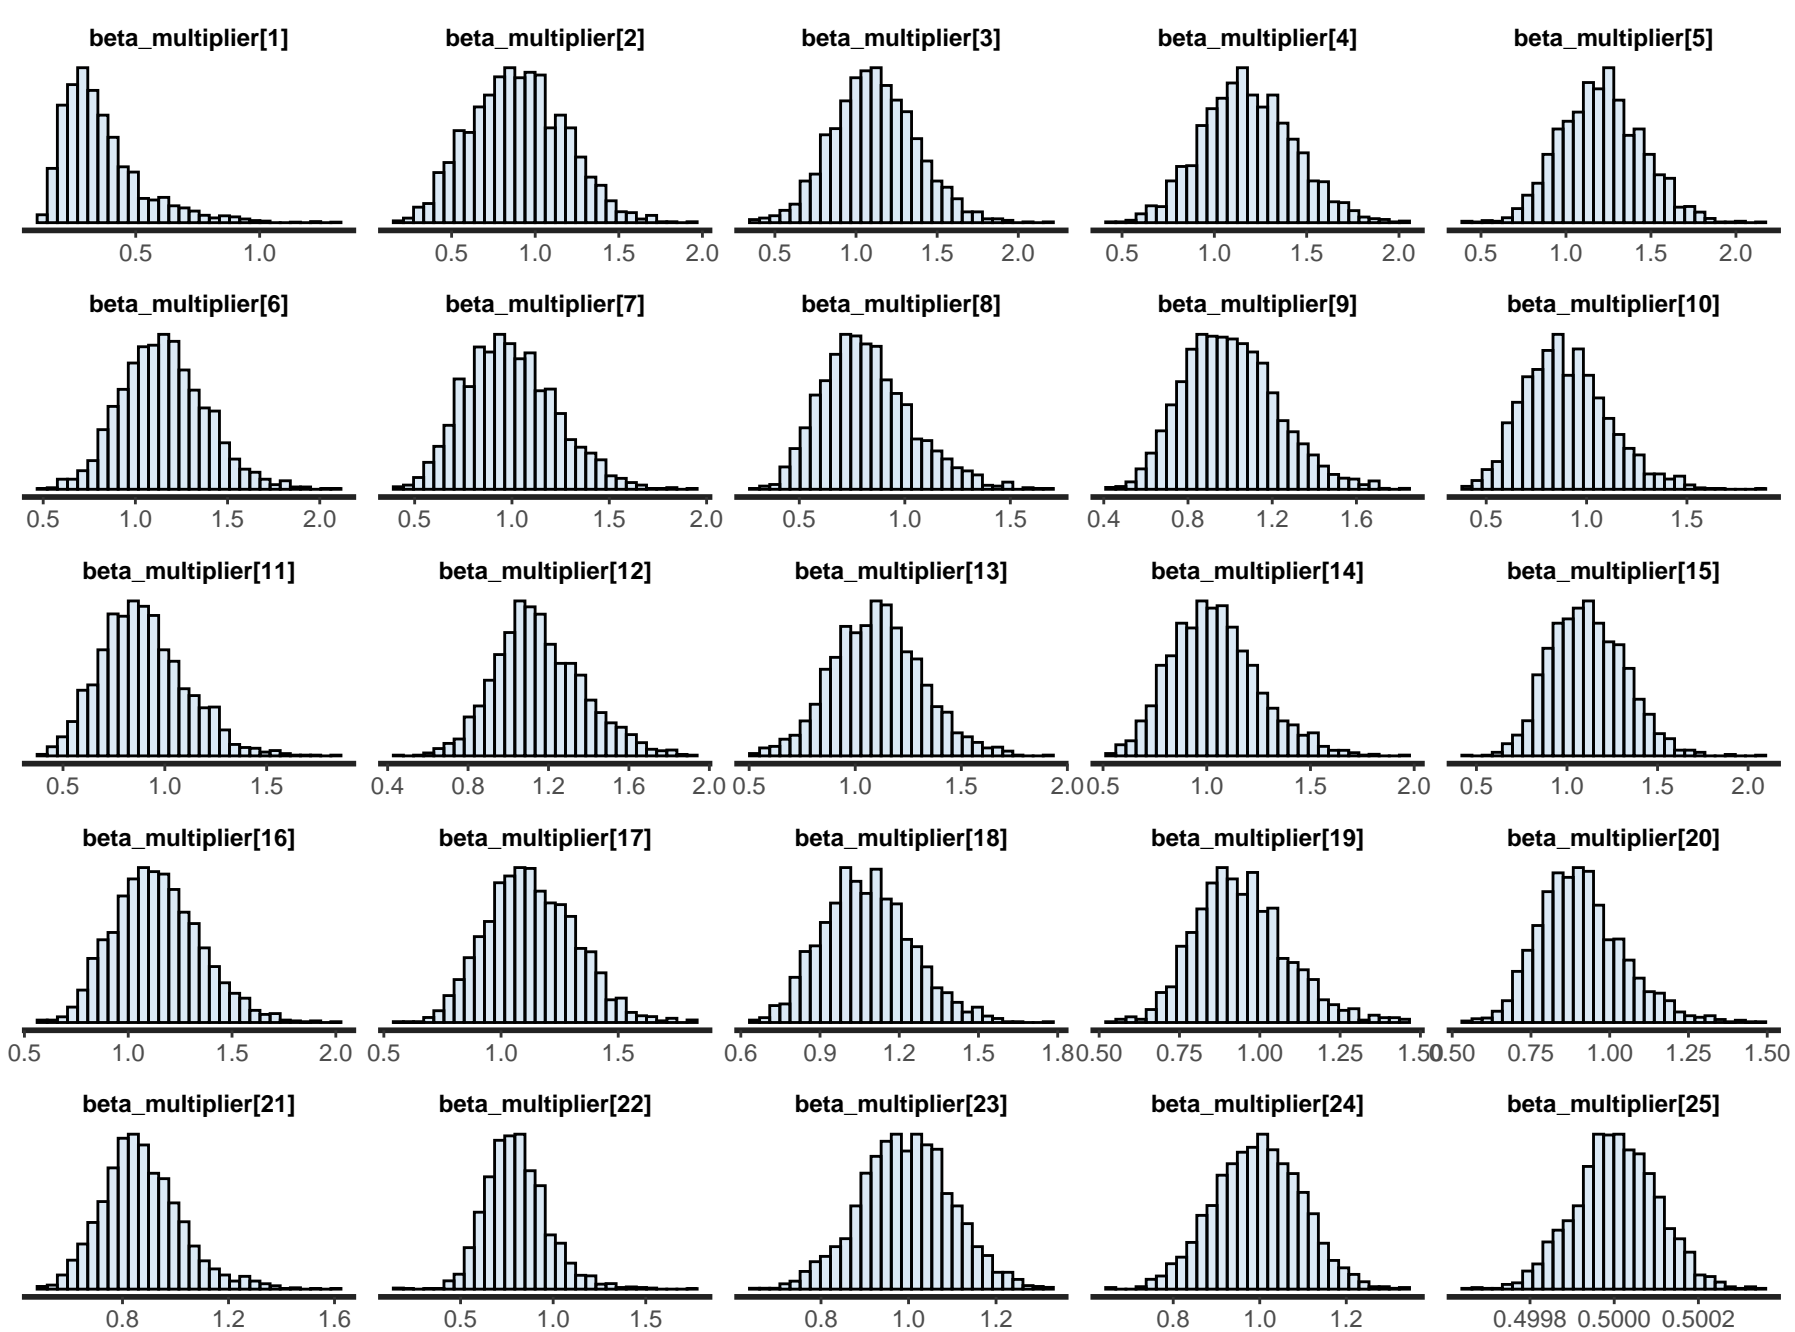 beta_multiplier[1] beta_multiplier[2] beta_multiplier[3] beta_multiplier[4] beta_multiplier[5]
0.5 1.0 0.5 1.0 1.5 2.0 0.5 1.0 1.5 2.0 0.5 1.0 1.5 2.0 0.5 1.0 1.5 2.0
beta_multiplier[6] beta_multiplier[7] beta_multiplier[8] beta_multiplier[9] beta_multiplier[10]
0.5 1.0 1.5 2.0 0.5 1.0 1.5 2.0 0.5 1.0 1.5 0.4 0.8 1.2 1.6 0.5 1.0 1.5
beta_multiplier[11] beta_multiplier[12] beta_multiplier[13] beta_multiplier[14] beta_multiplier[15]
0.5 1.0 1.5 0.4 0.8 1.2 1.6 2.0 0.5 1.0 1.5 2.0 0.5 1.0 1.5 2.0 0.5 1.0 1.5 2.0
beta_multiplier[16] beta_multiplier[17] beta_multiplier[18] beta_multiplier[19] beta_multiplier[20]
0.5 1.0 1.5 2.0 0.5 1.0 1.5 0.6 0.9 1.2 1.5 1.8 0.50 0.75 1.00 1.25 1.50 0.50 0.75 1.00 1.25 1.50
beta_multiplier[21] beta_multiplier[22] beta_multiplier[23] beta_multiplier[24] beta_multiplier[25]
0.8 1.2 1.6 0.5 1.0 1.5 0.8 1.0 1.2 0.8 1.0 1.2 0.4998 0.5000 0.5002